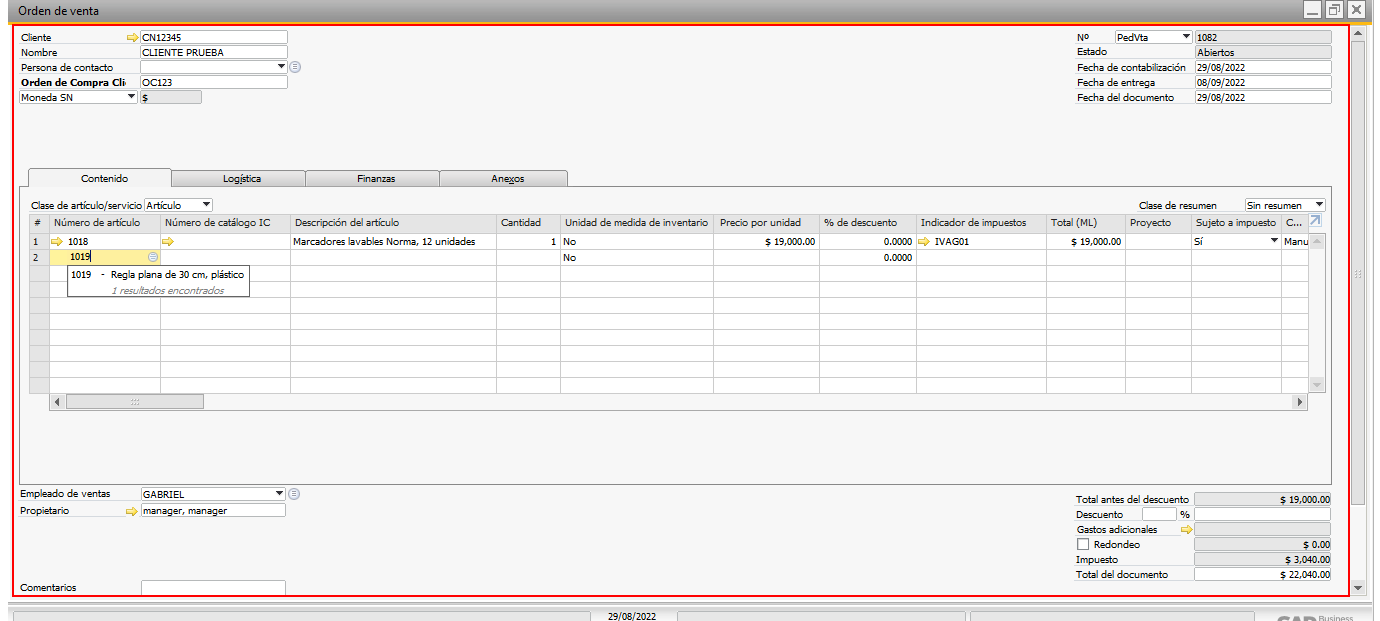 Orden de venta
Cliente CN12345
Nombre CLIENTE PRUEBA
Persona de contacto
Orden de Compra Cli OC123
Moneda SN $
Nº PedVta 1082
Estado Abiertos
Fecha de contabilización 29/08/2022
Fecha de entrega 08/09/2022
Fecha del documento 29/08/2022
Contenido Logística Finanzas Anexos
Clase de artículo/servicio Artículo Clase de resumen Sin resumen
# Número de artículo Número de catálogo IC Descripción del artículo Cantidad Unidad de medida de inventario Precio por unidad % de descuento Indicador de impuestos Total (ML) Proyecto Sujeto a impuesto C...
1 1018 Marcadores lavables Norma, 12 unidades 1 No $ 19,000.00 0.0000 IVAG01 $ 19,000.00 Sí Manu
2 1019 No 0.0000
1019 - Regla plana de 30 cm, plástico
1 resultados encontrados
Empleado de ventas GABRIEL
Propietario manager, manager
Comentarios
Total antes del descuento $ 19,000.00
Descuento %
Gastos adicionales
Redondeo $ 0.00
Impuesto $ 3,040.00
Total del documento $ 22,040.00
29/08/2022
SAP Business